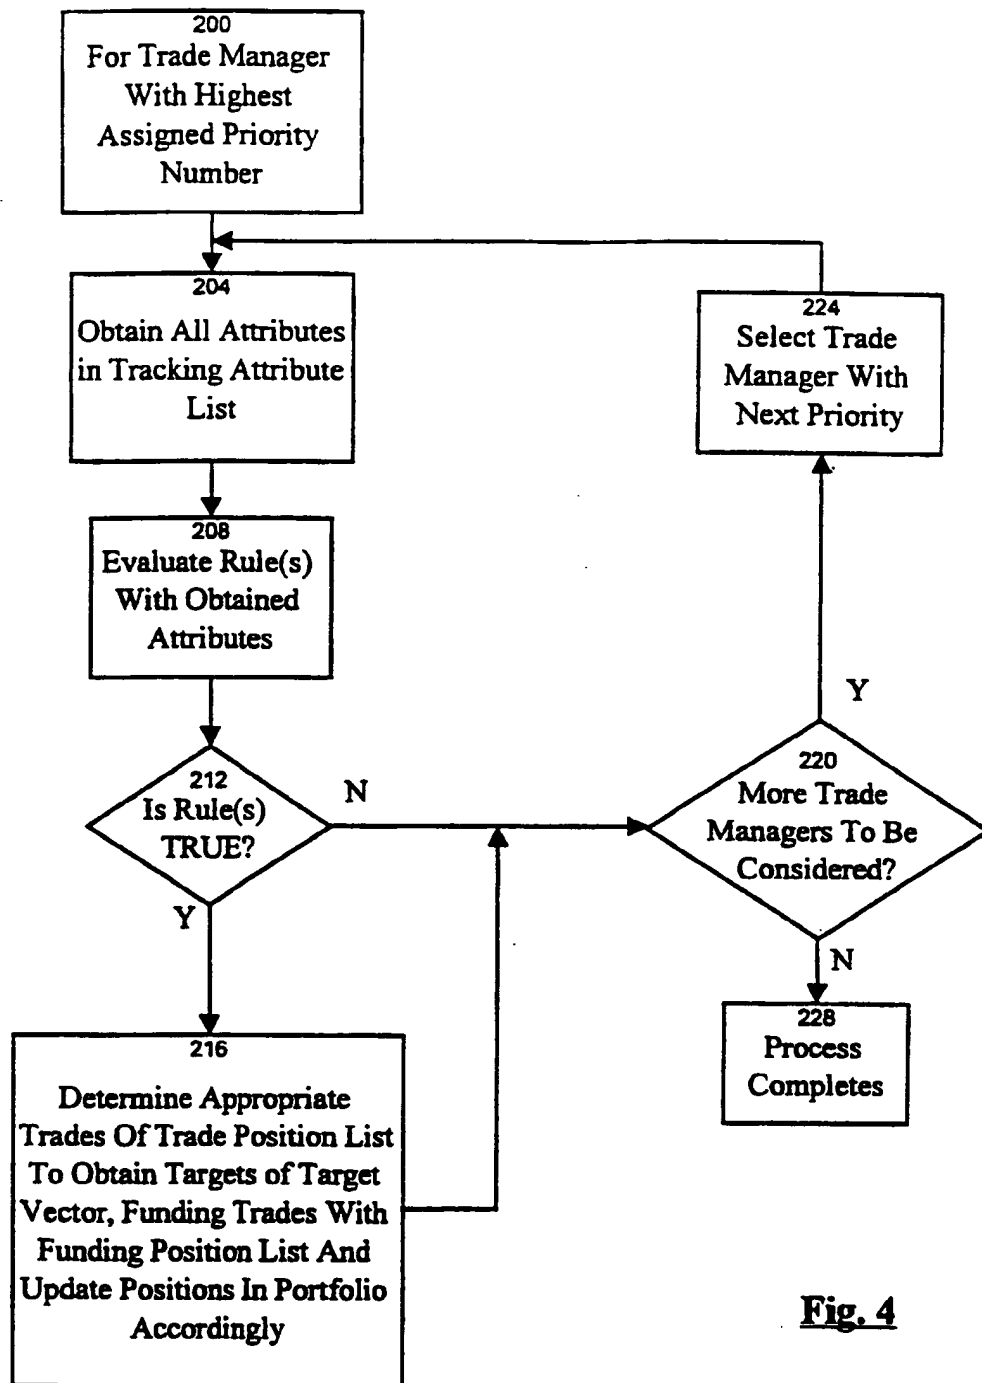 200
For Trade Manager
With Highest
Assigned Priority
Number
204
Obtain All Attributes
in Tracking Attribute
List
208
Evaluate Rule(s)
With Obtained
Attributes
212
Is Rule(s)
TRUE?
N
Y
216
Determine Appropriate
Trades Of Trade Position List
To Obtain Targets of Target
Vector, Funding Trades With
Funding Position List And
Update Positions In Portfolio
Accordingly
224
Select Trade
Manager With
Next Priority
Y
220
More Trade
Managers To Be
Considered?
N
228
Process
Completes
Fig. 4